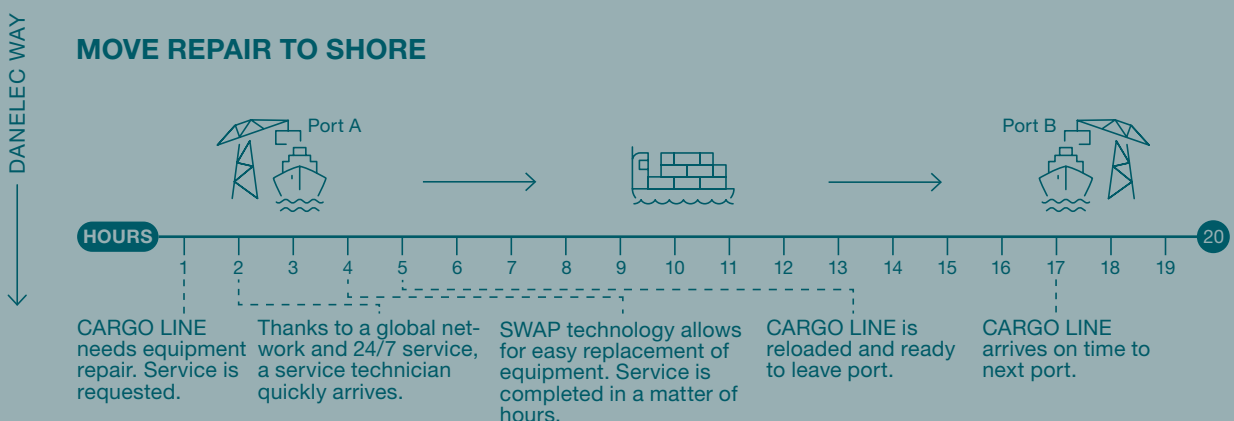 DANELEC WAY
MOVE REPAIR TO SHORE
Port A
Port B
HOURS
1 2 3 4 5 6 7 8 9 10 11 12 13 14 15 16 17 18 19 20
CARGO LINE
needs equipment
repair. Service is
requested.
Thanks to a global net-
work and 24/7 service,
a service technician
quickly arrives.
SWAP technology allows
for easy replacement of
equipment. Service is
completed in a matter of
hours.
CARGO LINE is
reloaded and ready
to leave port.
CARGO LINE
arrives on time to
next port.